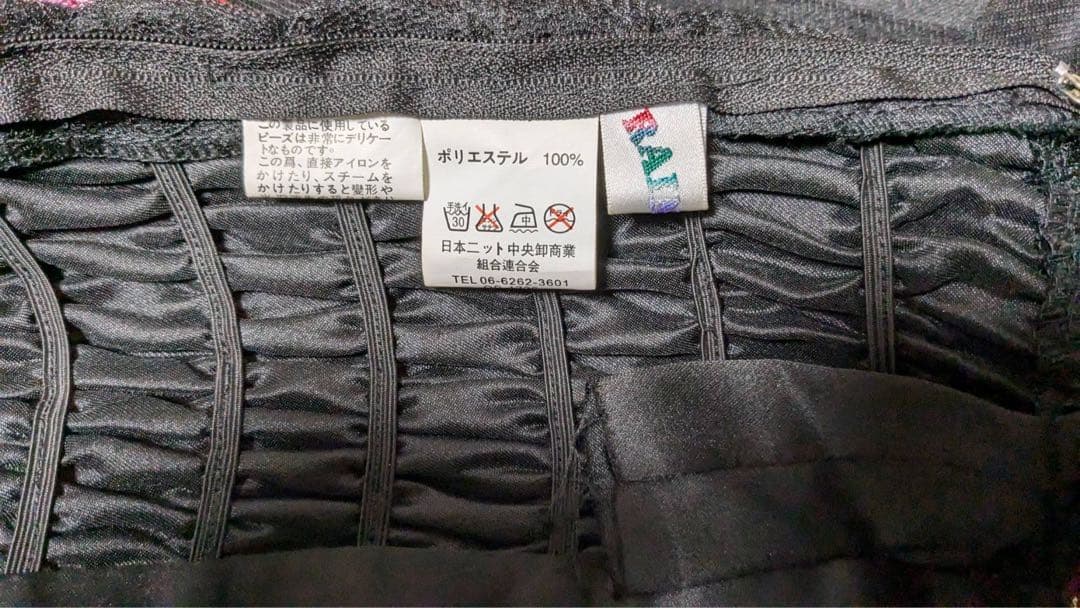 この製品に使用している
ビーズは非常にデリケー
トなものです。
この為、直接アイロンを
かけたり、スチームを
かけたりすると変形や
ポリエステル 100%
手洗イ
30
中
日本ニット中央卸商業
組合連合会
TEL 06-6262-3601